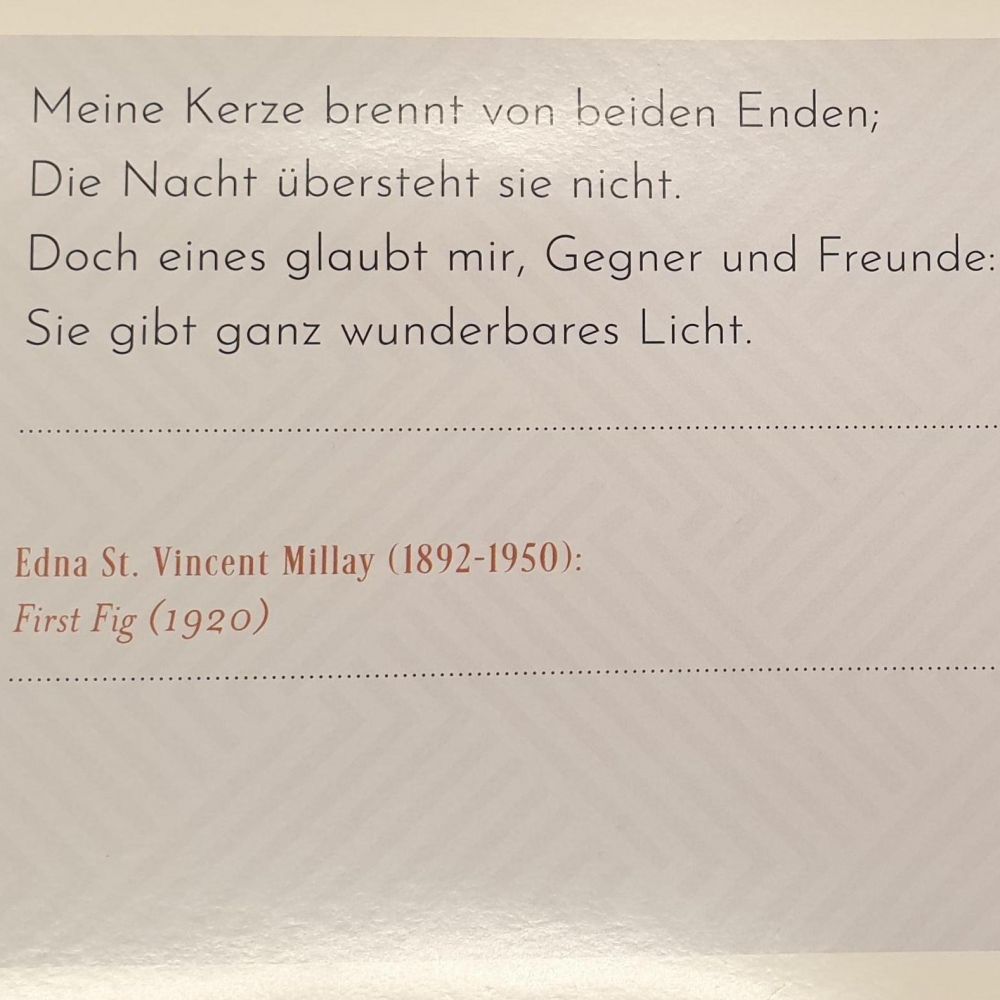 Meine Kerze brennt von beiden Enden;
Die Nacht übersteht sie nicht.
Doch eines glaubt mir, Gegner und Freunde:
Sie gibt ganz wunderbares Licht.
Edna St. Vincent Millay (1892-1950):
First Fig (1920)